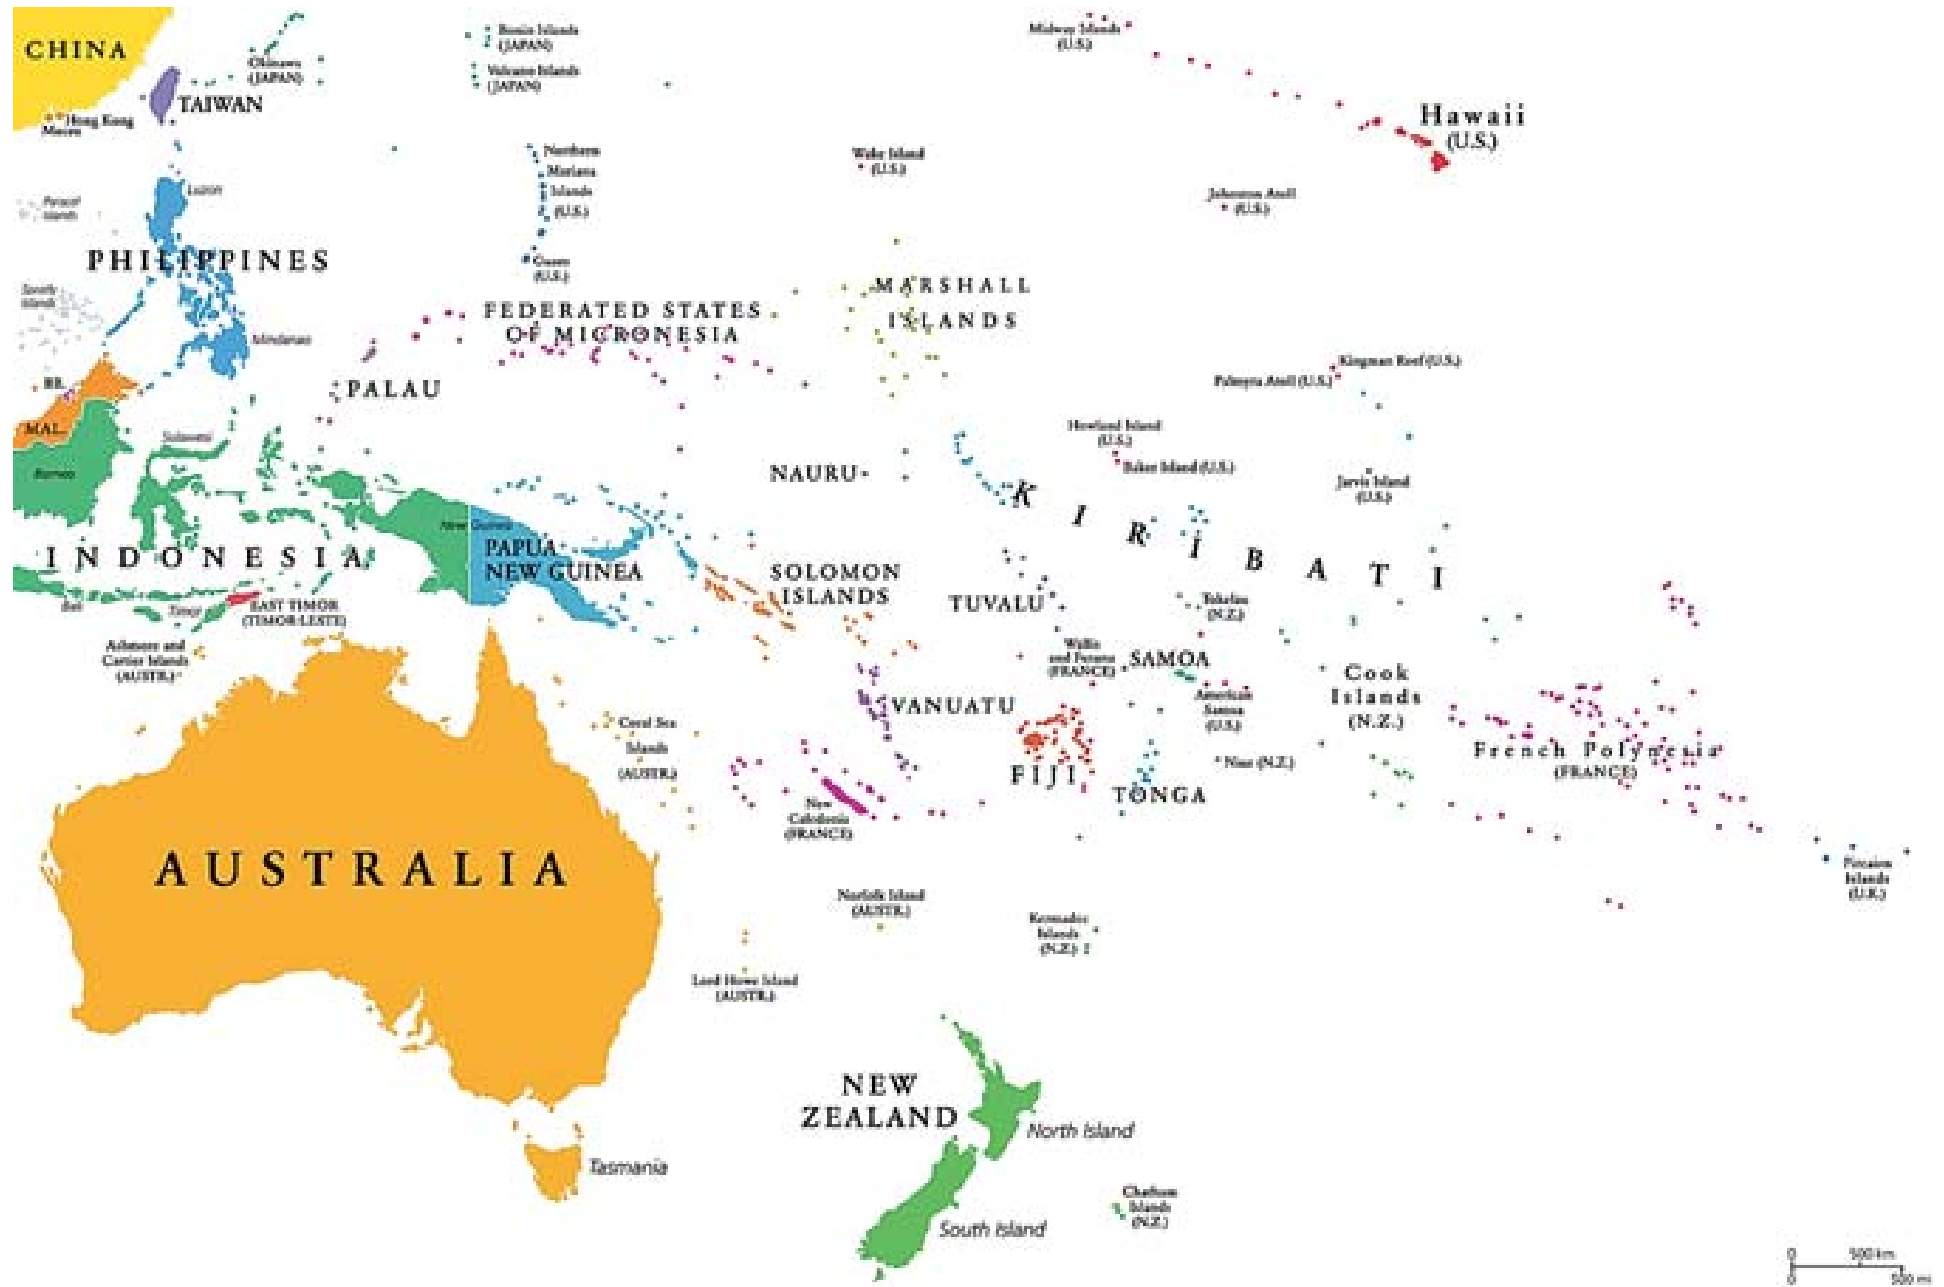 CHINA
Okinawa
(JAPAN)
Bonin Islands
(JAPAN)
Volcano Islands
(JAPAN)
Midway Islands
(U.S.)
TAIWAN
Hong Kong
Macau
Hawaii
(U.S.)
Northern
Mariana
Islands
(U.S.)
Wake Island
(U.S.)
Johnston Atoll
(U.S.)
Luzon
Paracel
Islands
PHILIPPINES
Guam
(U.S.)
Spratly
Islands
MARSHALL
ISLANDS
FEDERATED STATES
OF MICRONESIA
Mindanao
Kingman Reef (U.S.)
Palmyra Atoll (U.S.)
BR.
PALAU
MAL.
Sulawesi
Howland Island
(U.S.)
Baker Island (U.S.)
Borneo
NAURU
Jarvis Island
(U.S.)
KIRIBATI
New Guinea
INDONESIA
PAPUA
NEW GUINEA
SOLOMON
ISLANDS
TUVALU
Tokelau
(N.Z.)
Bali
Timor
EAST TIMOR
(TIMOR-LESTE)
Ashmore and
Cartier Islands
(AUSTR.)
Wallis
and Futuna
(FRANCE)
SAMOA
American
Samoa
(U.S.)
Cook
Islands
(N.Z.)
VANUATU
Coral Sea
Islands
(AUSTR.)
FIJI
Niue (N.Z.)
French Polynesia
(FRANCE)
TONGA
New
Caledonia
(FRANCE)
AUSTRALIA
Pitcairn
Islands
(U.K.)
Norfolk Island
(AUSTR.)
Kermadec
Islands
(N.Z.)
Lord Howe Island
(AUSTR.)
NEW
ZEALAND
North Island
Tasmania
Chatham
Islands
(N.Z.)
South Island
0 500 km
0 500 mi